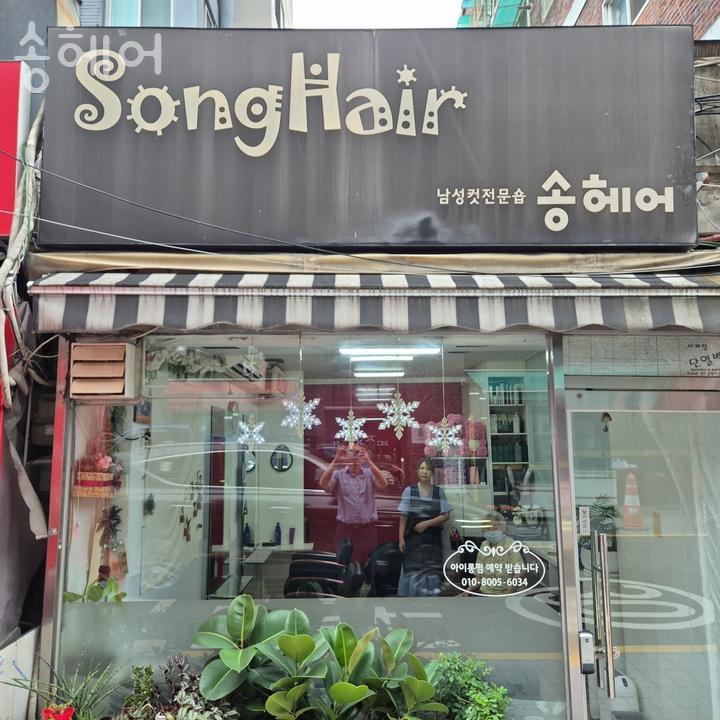 송헤어
SongHair
남성컷전문숍 송헤어
아이롱펌 예약 받습니다
010-8005-6034